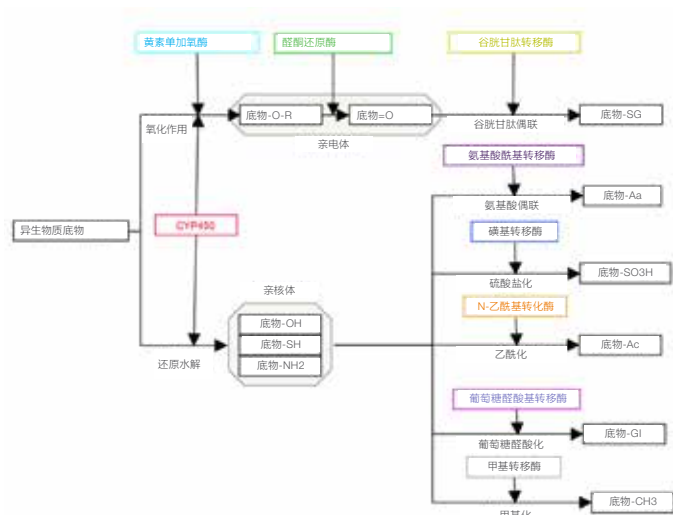 黄素单加氧酶
醛酮还原酶
谷胱甘肽转移酶
底物-O-R
底物=O
底物-SG
氧化作用
谷胱甘肽偶联
亲电体
氨基酸酰基转移酶
底物-Aa
氨基酸偶联
CYP450
异生物质底物
磺基转移酶
底物-SO3H
硫酸盐化
亲核体
N-乙酰基转化酶
底物-OH
底物-SH
底物-NH2
还原水解
底物-Ac
乙酰化
葡萄糖醛酸基转移酶
底物-Gl
葡萄糖醛酸化
甲基转移酶
底物-CH3
甲基化